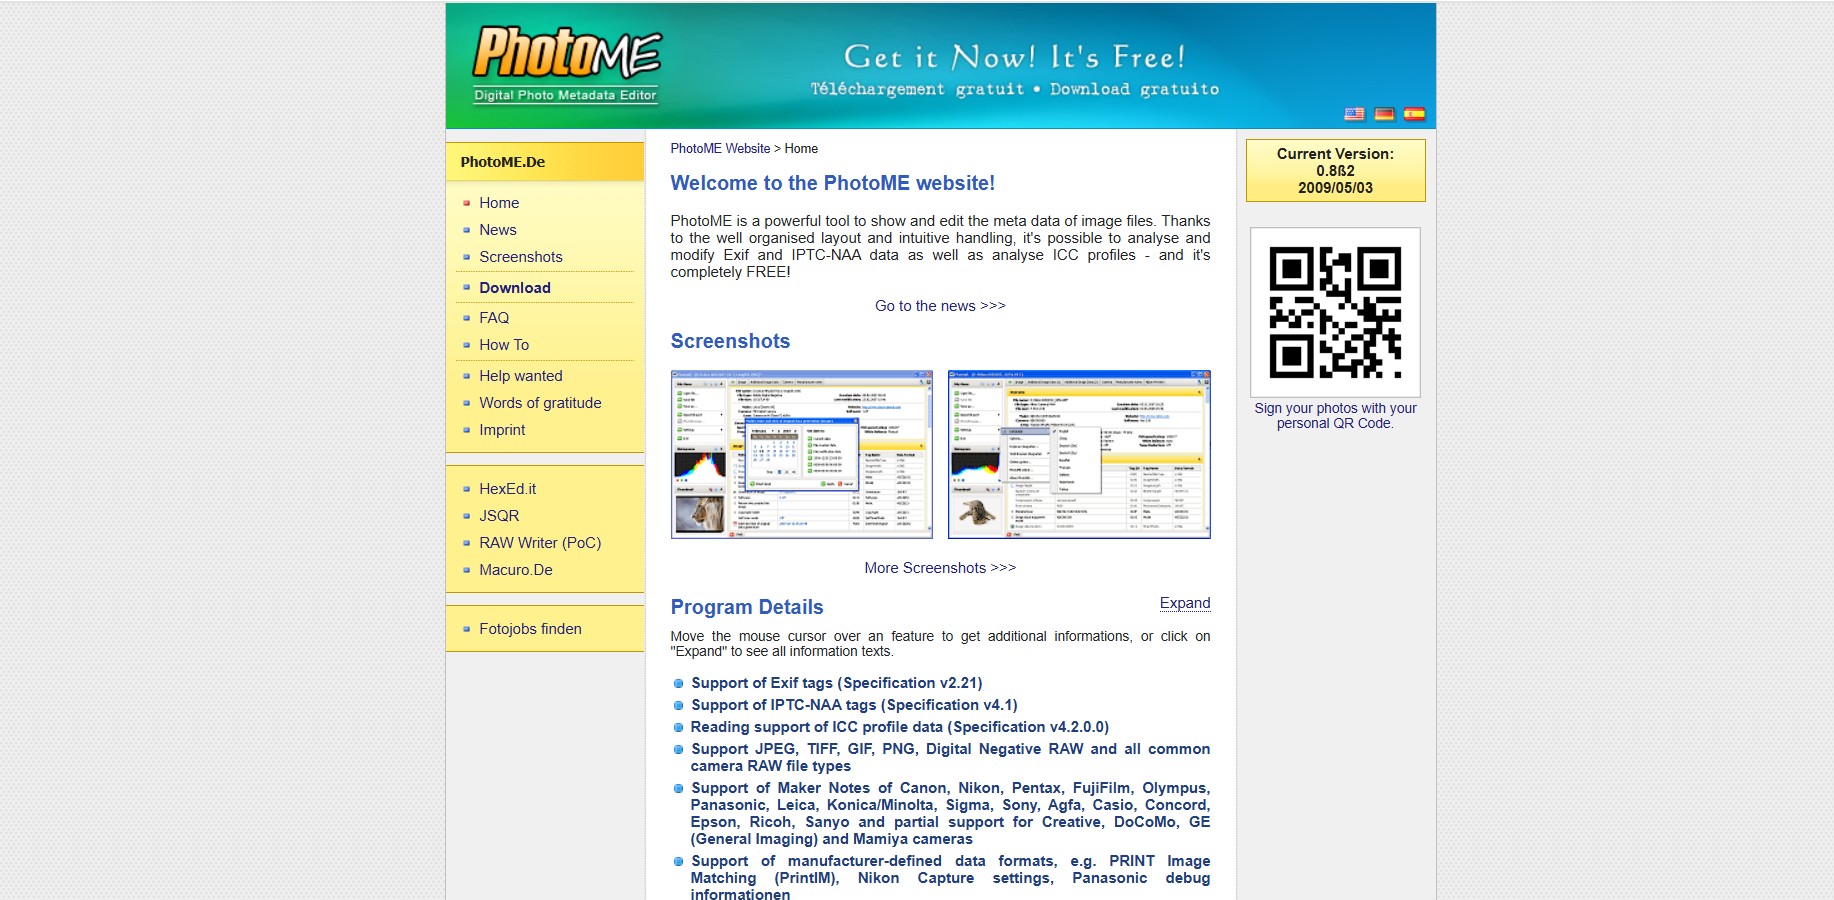 PhotoME
Digital Photo Metadata Editor
Get it Now! It's Free!
Téléchargement gratuit • Download gratuito
PhotoME.De
Home
News
Screenshots
Download
FAQ
How To
Help wanted
Words of gratitude
Imprint
HexEd.it
JSQR
RAW Writer (PoC)
Macuro.De
Fotojobs finden
PhotoME Website > Home
Welcome to the PhotoME website!
PhotoME is a powerful tool to show and edit the meta data of image files. Thanks
to the well organised layout and intuitive handling, it's possible to analyse and
modify Exif and IPTC-NAA data as well as analyse ICC profiles - and it's
completely FREE!
Go to the news >>>
Screenshots
More Screenshots >>>
Program Details
Expand
Move the mouse cursor over an feature to get additional informations, or click on
"Expand" to see all information texts.
Support of Exif tags (Specification v2.21)
Support of IPTC-NAA tags (Specification v4.1)
Reading support of ICC profile data (Specification v4.2.0.0)
Support JPEG, TIFF, GIF, PNG, Digital Negative RAW and all common
camera RAW file types
Support of Maker Notes of Canon, Nikon, Pentax, FujiFilm, Olympus,
Panasonic, Leica, Konica/Minolta, Sigma, Sony, Agfa, Casio, Concord,
Epson, Ricoh, Sanyo and partial support for Creative, DoCoMo, GE
(General Imaging) and Mamiya cameras
Support of manufacturer-defined data formats, e.g. PRINT Image
Matching (PrintIM), Nikon Capture settings, Panasonic debug
informationen
Current Version:
0.8ß2
2009/05/03
Sign your photos with your
personal QR Code.